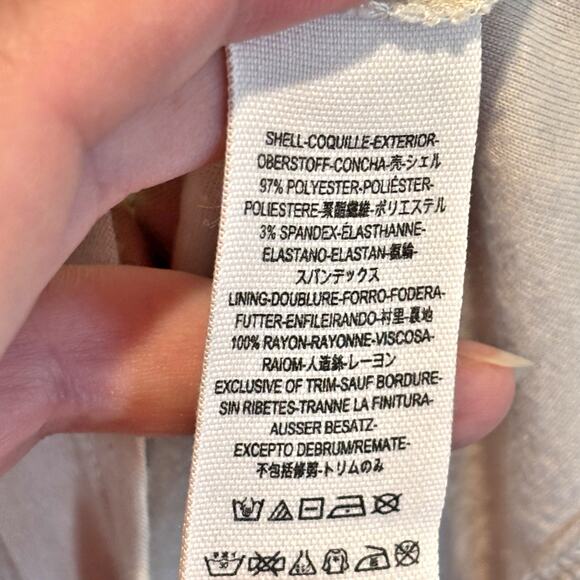 SHELL-COQUILLE-EXTERIOR-
OBERSTOFF-CONCHA-壳-シェル
97% POLYESTER-POLIÉSTER-
POLIESTERE-聚酯纖維-ポリエステル
3% SPANDEX-ÉLASTHANNE-
ELASTANO-ELASTAN-氨綸-
スパンデックス
LINING-DOUBLURE-FORRO-FODERA-
FUTTER-ENFILEIRANDO-村里-裏地
100% RAYON-RAYONNE-VISCOSA-
RAIOM-人造絲-レーヨン
EXCLUSIVE OF TRIM-SAUF BORDURE-
SIN RIBETES-TRANNE LA FINITURA-
AUSSER BESATZ-
EXCEPTO DEBRUM/REMATE-
不包括修剪-トリムのみ